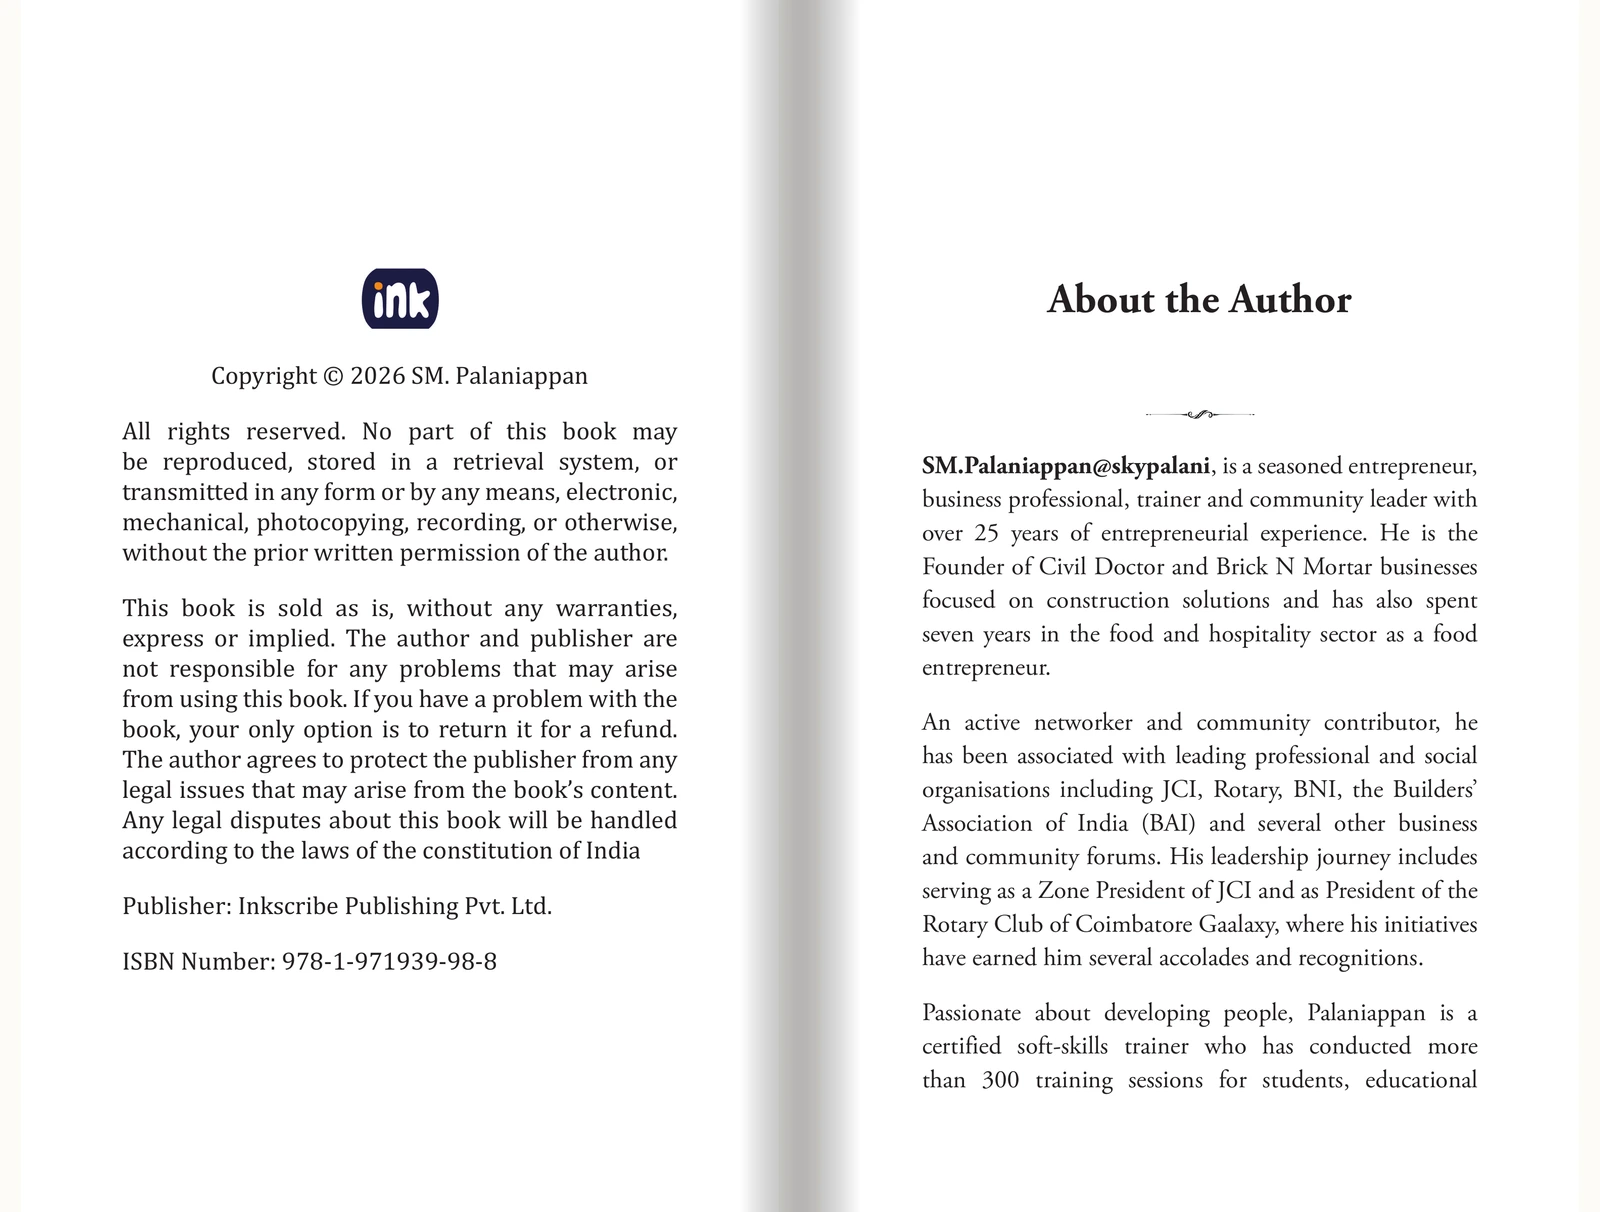 ink
Copyright © 2026 SM. Palaniappan
All rights reserved. No part of this book may
be reproduced, stored in a retrieval system, or
transmitted in any form or by any means, electronic,
mechanical, photocopying, recording, or otherwise,
without the prior written permission of the author.
This book is sold as is, without any warranties,
express or implied. The author and publisher are
not responsible for any problems that may arise
from using this book. If you have a problem with the
book, your only option is to return it for a refund.
The author agrees to protect the publisher from any
legal issues that may arise from the book’s content.
Any legal disputes about this book will be handled
according to the laws of the constitution of India
Publisher: Inkscribe Publishing Pvt. Ltd.
ISBN Number: 978-1-971939-98-8
About the Author
SM.Palaniappan@skypalani, is a seasoned entrepreneur,
business professional, trainer and community leader with
over 25 years of entrepreneurial experience. He is the
Founder of Civil Doctor and Brick N Mortar businesses
focused on construction solutions and has also spent
seven years in the food and hospitality sector as a food
entrepreneur.
An active networker and community contributor, he
has been associated with leading professional and social
organisations including JCI, Rotary, BNI, the Builders’
Association of India (BAI) and several other business
and community forums. His leadership journey includes
serving as a Zone President of JCI and as President of the
Rotary Club of Coimbatore Gaalaxy, where his initiatives
have earned him several accolades and recognitions.
Passionate about developing people, Palaniappan is a
certified soft-skills trainer who has conducted more
than 300 training sessions for students, educational